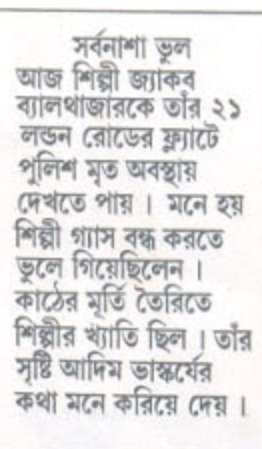 সর্বনাশা ভুল
আজ শিল্পী জ্যাকব
ব্যালথাজারকে তাঁর ২১
লন্ডন রোডের ফ্ল্যাটে
পুলিশ মৃত অবস্থায়
দেখতে পায় । মনে হয়
শিল্পী গ্যাস বন্ধ করতে
ভুলে গিয়েছিলেন ।
কাঠের মূর্তি তৈরিতে
শিল্পীর খ্যাতি ছিল । তাঁর
সৃষ্টি আদিম ভাস্কর্যের
কথা মনে করিয়ে দেয় ।